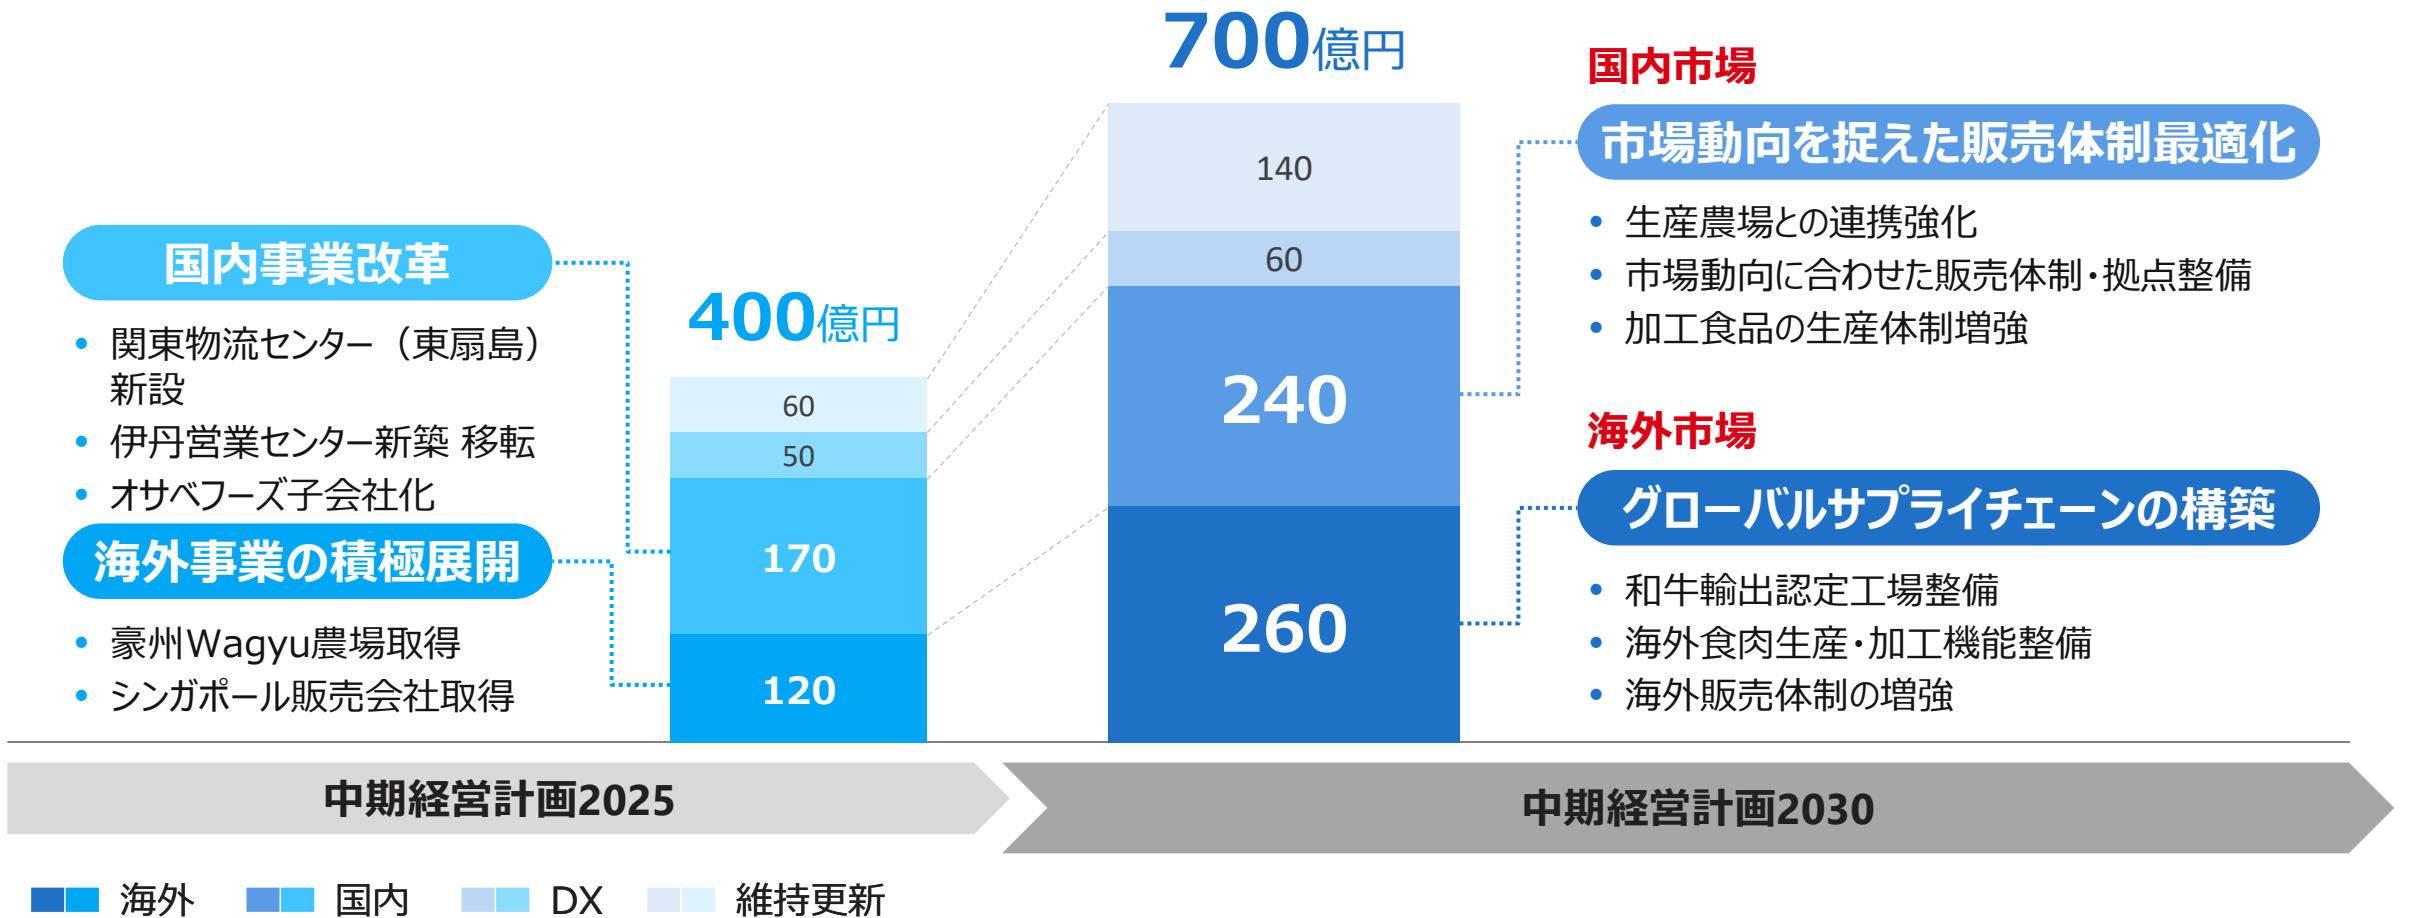 700億円
国内市場
市場動向を捉えた販売体制最適化
• 生産農場との連携強化
• 市場動向に合わせた販売体制・拠点整備
• 加工食品の生産体制増強
国内事業改革
• 関東物流センター（東扇島）
新設
• 伊丹営業センター新築 移転
• オサベフーズ子会社化
海外事業の積極展開
• 豪州Wagyu農場取得
• シンガポール販売会社取得
400億円
60
50
170
120
140
60
240
260
海外市場
グローバルサプライチェーンの構築
• 和牛輸出認定工場整備
• 海外食肉生産・加工機能整備
• 海外販売体制の増強
中期経営計画2025
中期経営計画2030
海外 国内 DX 維持更新